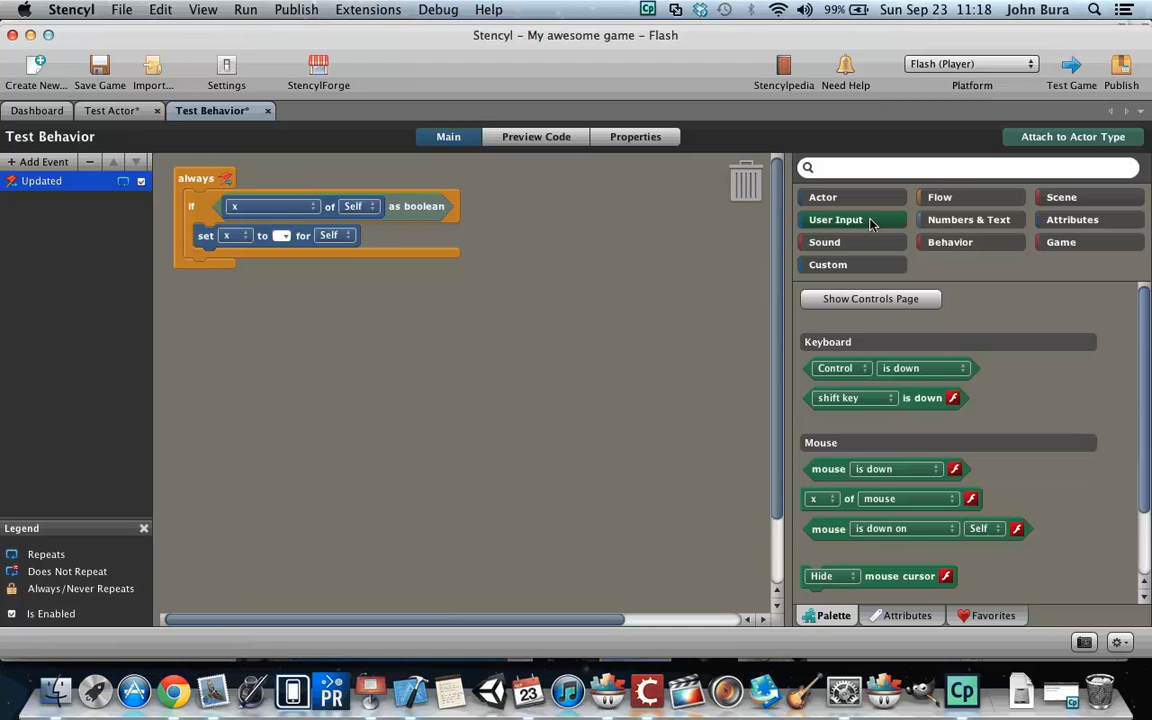 Stencyl File Edit View Run Publish Extensions Debug Help 99% Sun Sep 23 11:18 John Bura
Stencyl - My awesome game - Flash
Create New... Save Game Import... Settings StencylForge Stencylpedia Need Help Flash (Player) Platform Test Game Publish
Dashboard Test Actor* Test Behavior*
Test Behavior Main Preview Code Properties Attach to Actor Type
+ Add Event
Updated
always
if x of Self as boolean
set x to for Self
Actor Flow Scene
User Input Numbers & Text Attributes
Sound Behavior Game
Custom
Show Controls Page
Keyboard
Control is down
shift key is down
Mouse
mouse is down
x of mouse
mouse is down on Self
Hide mouse cursor
Legend
Repeats
Does Not Repeat
Always/Never Repeats
Is Enabled
Palette Attributes Favorites
PR 23 Cp